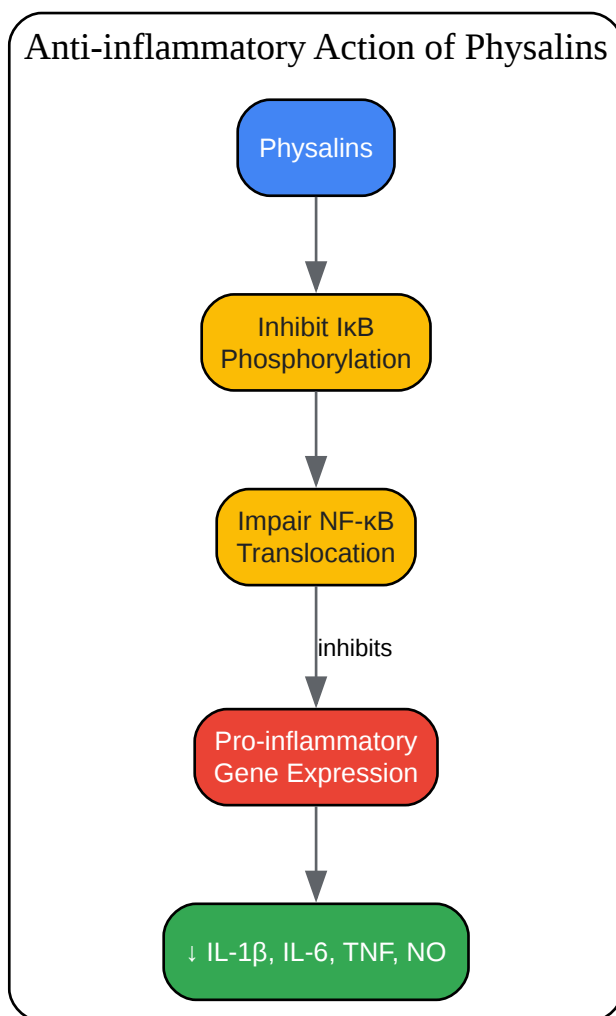 Anti-inflammatory Action of Physalins
Physalins
Inhibit IκB
Phosphorylation
Impair NF-κB
Translocation
inhibits
Pro-inflammatory
Gene Expression
↓ IL-1β, IL-6, TNF, NO